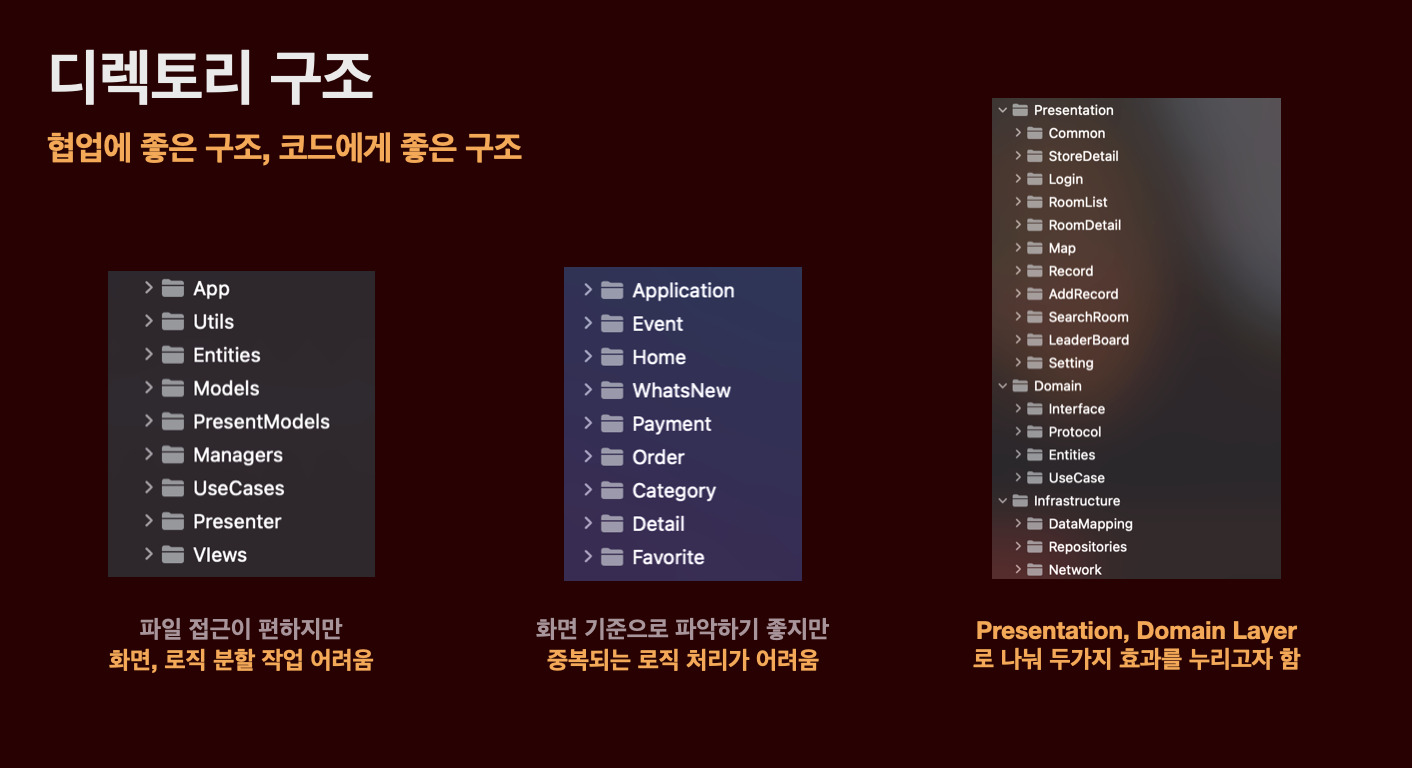 디렉토리 구조
협업에 좋은 구조, 코드에게 좋은 구조
App
Utils
Entities
Models
PresentModels
Managers
UseCases
Presenter
VIews
파일 접근이 편하지만
화면, 로직 분할 작업 어려움
Application
Event
Home
WhatsNew
Payment
Order
Category
Detail
Favorite
화면 기준으로 파악하기 좋지만
중복되는 로직 처리가 어려움
Presentation
Common
StoreDetail
Login
RoomList
RoomDetail
Map
Record
AddRecord
SearchRoom
LeaderBoard
Setting
Domain
Interface
Protocol
Entities
UseCase
Infrastructure
DataMapping
Repositories
Network
Presentation, Domain Layer
로 나눠 두가지 효과를 누리고자 함